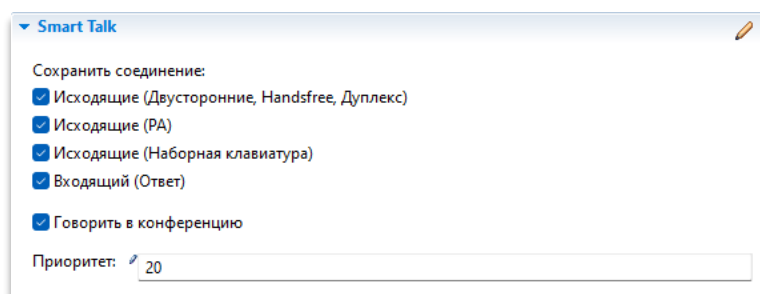 Smart Talk
Сохранить соединение:
Исходящие (Двусторонние, Handsfree, Дуплекс)
Исходящие (PA)
Исходящие (Наборная клавиатура)
Входящий (Ответ)
Говорить в конференцию
Приоритет: 20